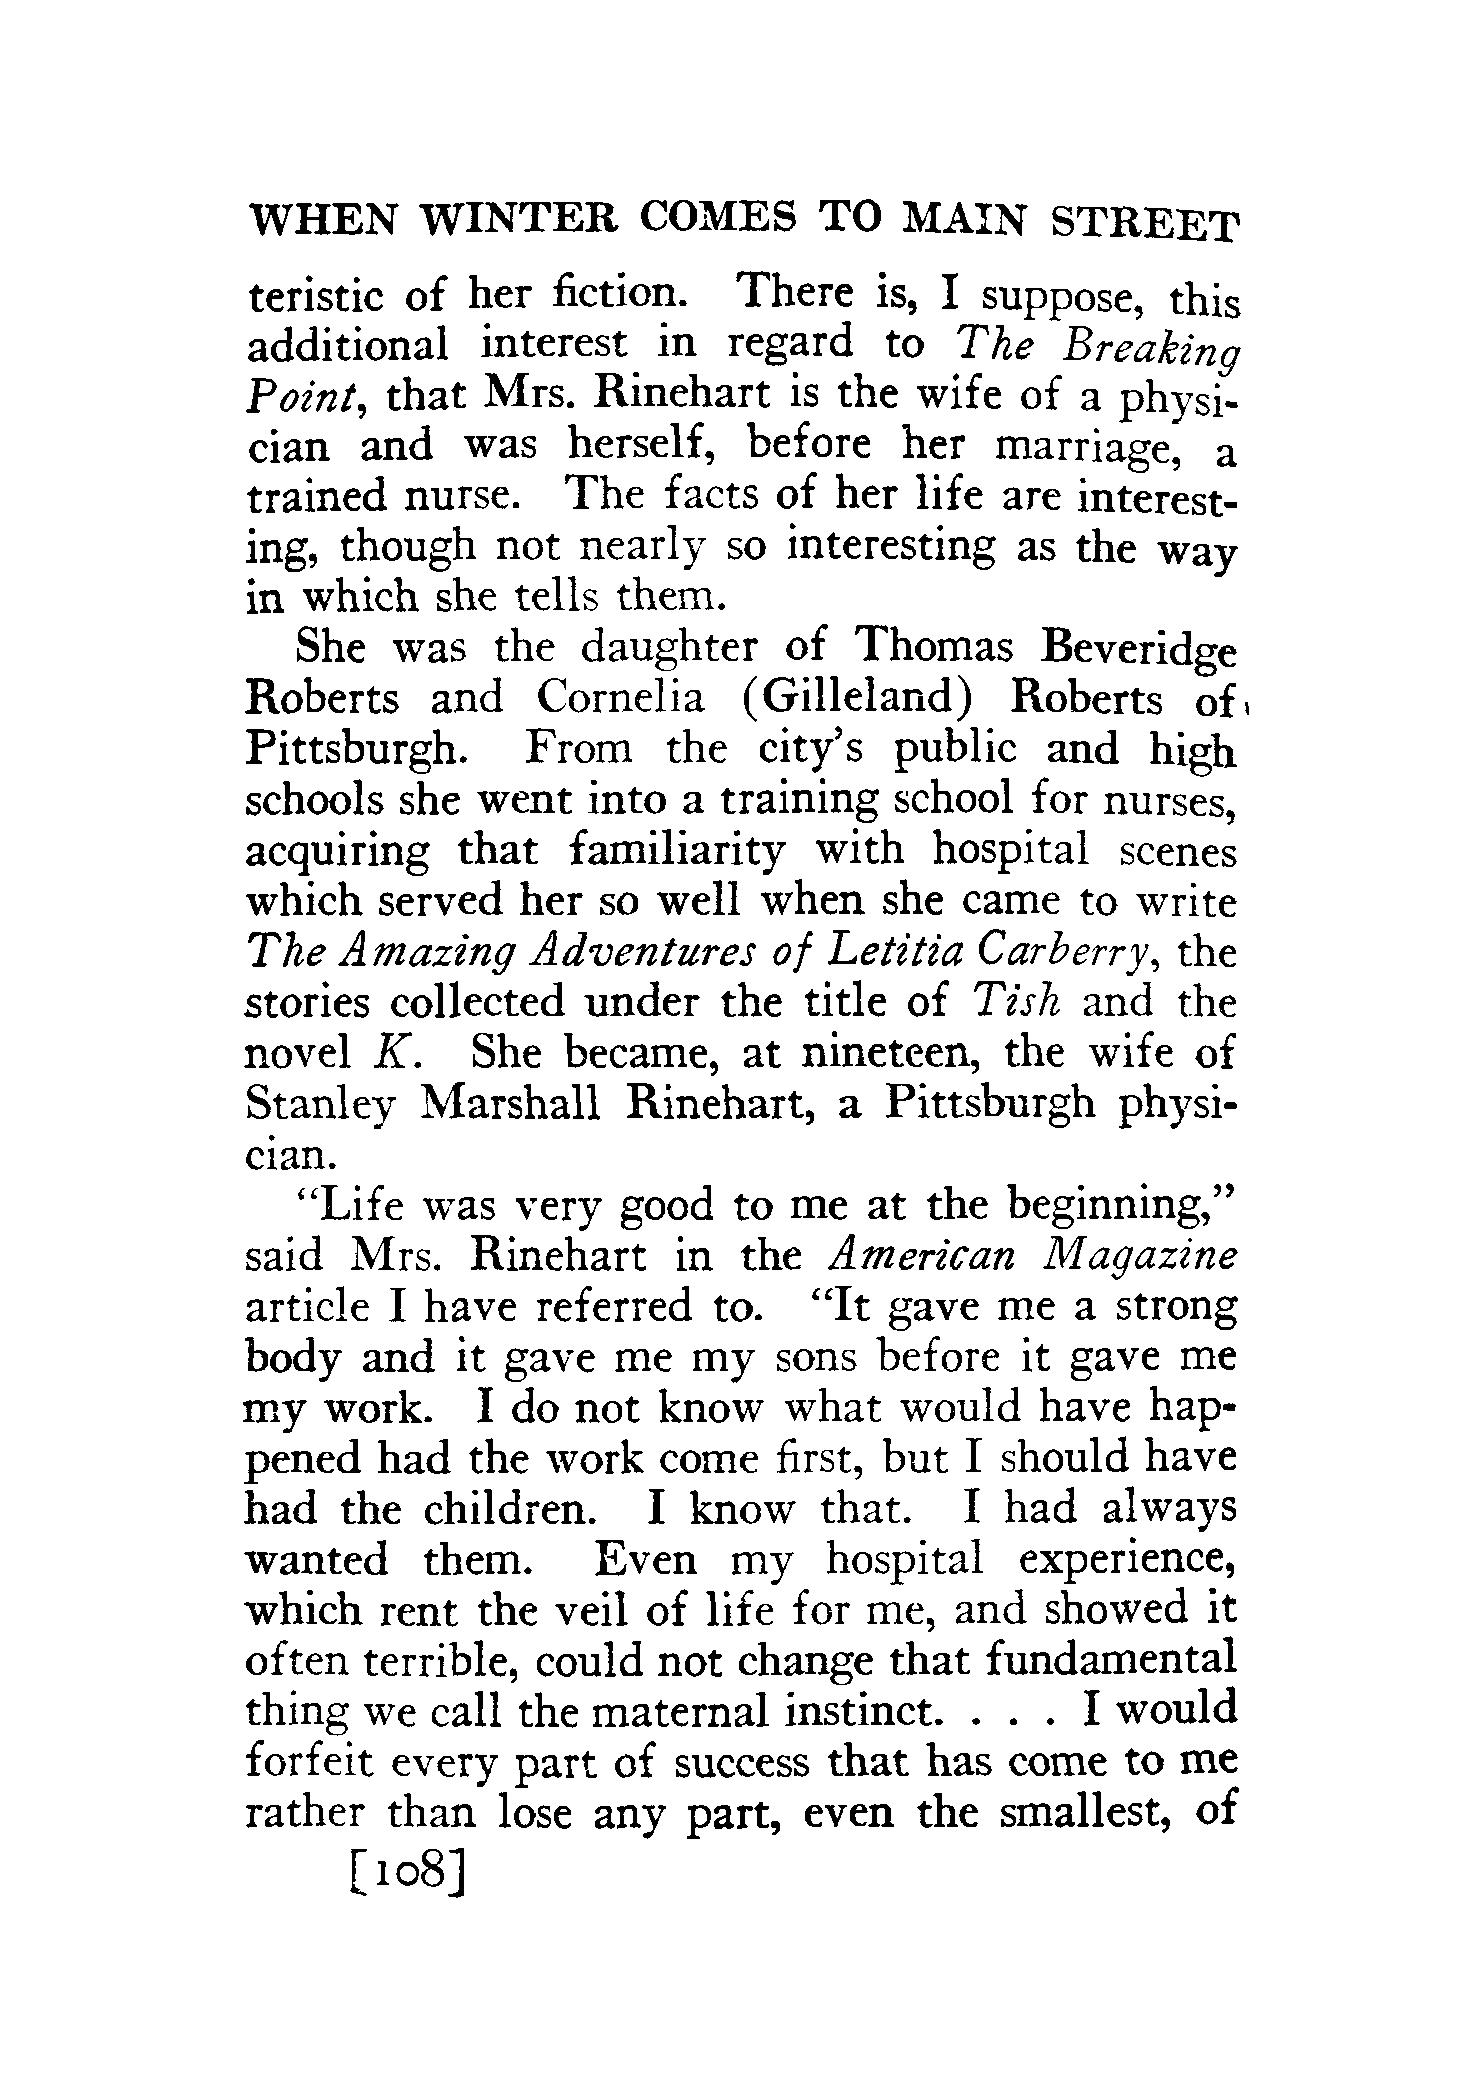 WHEN WINTER COMES TO MAIN STREET
teristic of her fiction. There is, I suppose, this
additional interest in regard to The Breaking
Point, that Mrs. Rinehart is the wife of a physi-
cian and was herself, before her marriage, a
trained nurse. The facts of her life are interest-
ing, though not nearly so interesting as the way
in which she tells them.
She was the daughter of Thomas Beveridge
Roberts and Cornelia (Gilleland) Roberts of
Pittsburgh. From the city's public and high
schools she went into a training school for nurses,
acquiring that familiarity with hospital scenes
which served her so well when she came to write
The Amazing Adventures of Letitia Carberry, the
stories collected under the title of Tish and the
novel K. She became, at nineteen, the wife of
Stanley Marshall Rinehart, a Pittsburgh physi-
cian.
"Life was very good to me at the beginning,"
said Mrs. Rinehart in the American Magazine
article I have referred to. "It gave me a strong
body and it gave me my sons before it gave me
my work. I do not know what would have hap-
pened had the work come first, but I should have
had the children. I know that. I had always
wanted them. Even my hospital experience,
which rent the veil of life for me, and showed it
often terrible, could not change that fundamental
thing we call the maternal instinct. . . . I would
forfeit every part of success that has come to me
rather than lose any part, even the smallest, of
[108]